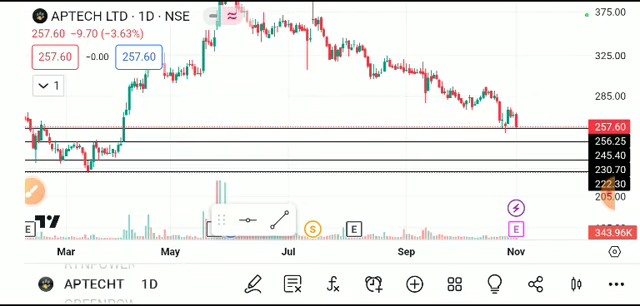 APTECH LTD · 1D · NSE
257.60 −9.70 (−3.63%)
257.60 −0.00 257.60
1
375.00
325.00
285.00
257.60
256.25
245.40
230.70
222.30
205.00
343.96K
E E S E E
Mar May Jul Sep Nov
APTECHT 1D